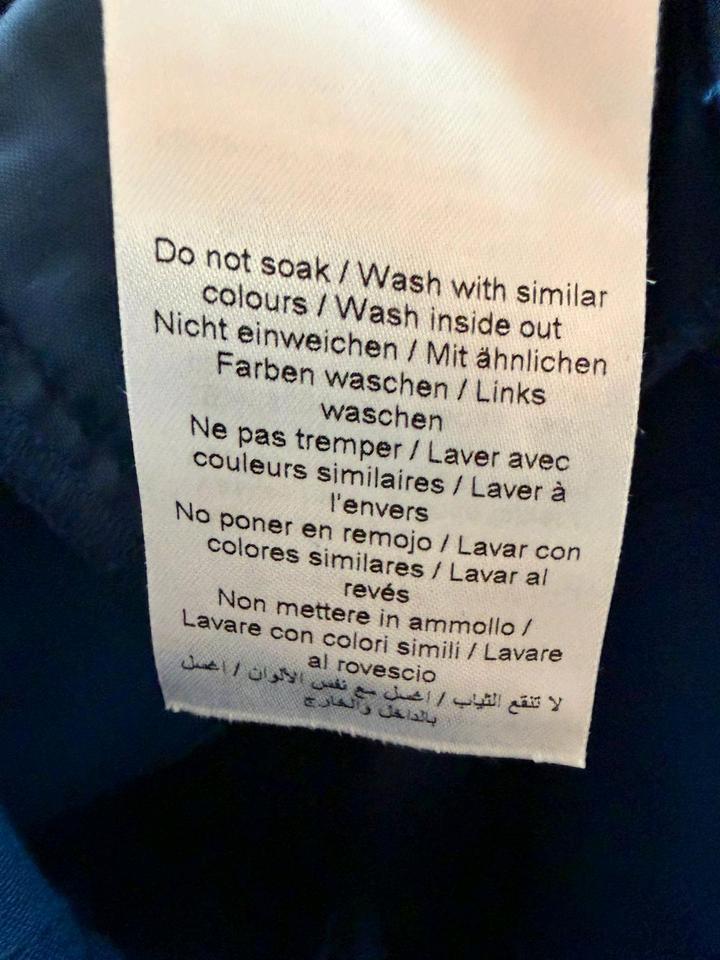 Do not soak / Wash with similar
colours / Wash inside out
Nicht einweichen / Mit ähnlichen
Farben waschen / Links
waschen
Ne pas tremper / Laver avec
couleurs similaires / Laver à
l'envers
No poner en remojo / Lavar con
colores similares / Lavar al
revés
Non mettere in ammollo /
Lavare con colori simili / Lavare
al rovescio
لا تنقع الثياب / اغسل مع نفس الألوان / اغسل
بالداخل والخارج